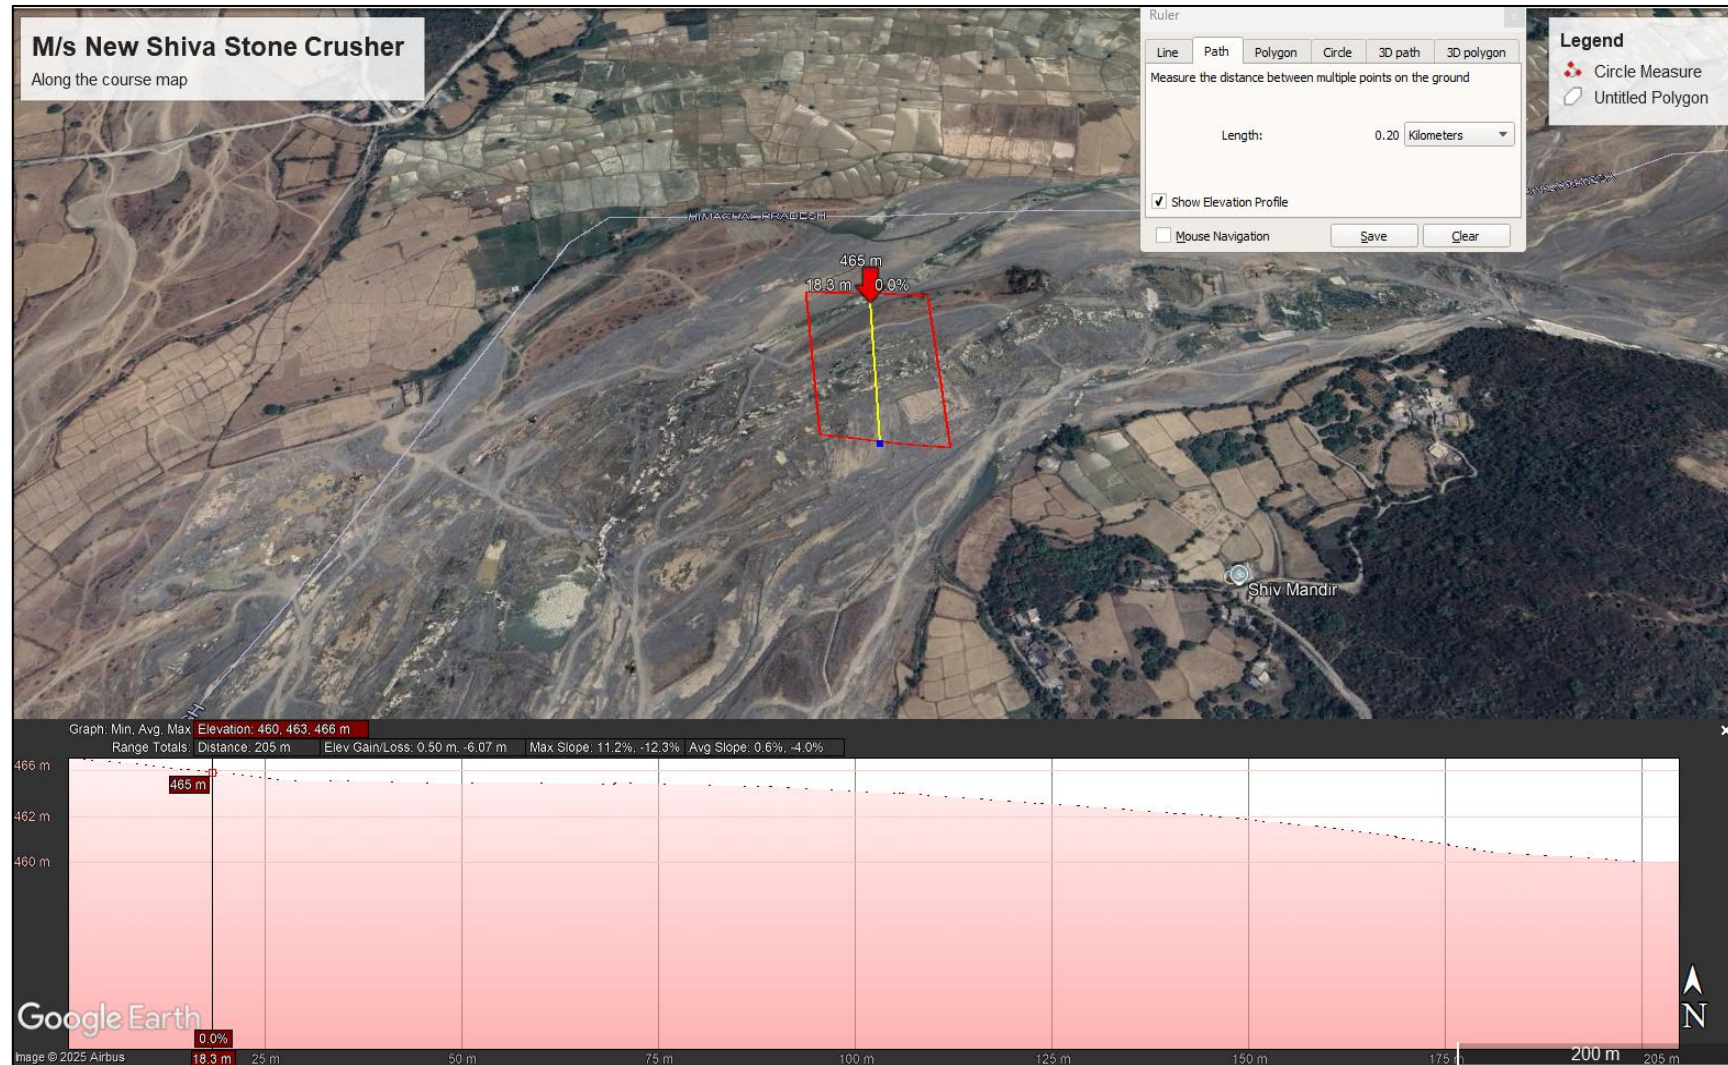 M/s New Shiva Stone Crusher
Along the course map
Ruler
Line Path Polygon Circle 3D path 3D polygon
Measure the distance between multiple points on the ground
Length: 0.20 Kilometers
Show Elevation Profile
Mouse Navigation Save Clear
Legend
Circle Measure
Untitled Polygon
HIMACHAL PRADESH
465 m
18.3 m 0.0%
Shiv Mandir
Graph: Min, Avg, Max Elevation: 460, 463, 466 m
Range Totals: Distance: 205 m Elev Gain/Loss: 0.50 m, -6.07 m Max Slope: 11.2%, -12.3% Avg Slope: 0.6%, -4.0%
466 m
465 m
462 m
460 m
Google Earth
N
0.0%
Image © 2025 Airbus
18.3 m 25 m 50 m 75 m 100 m 125 m 150 m 175 m 200 m 205 m